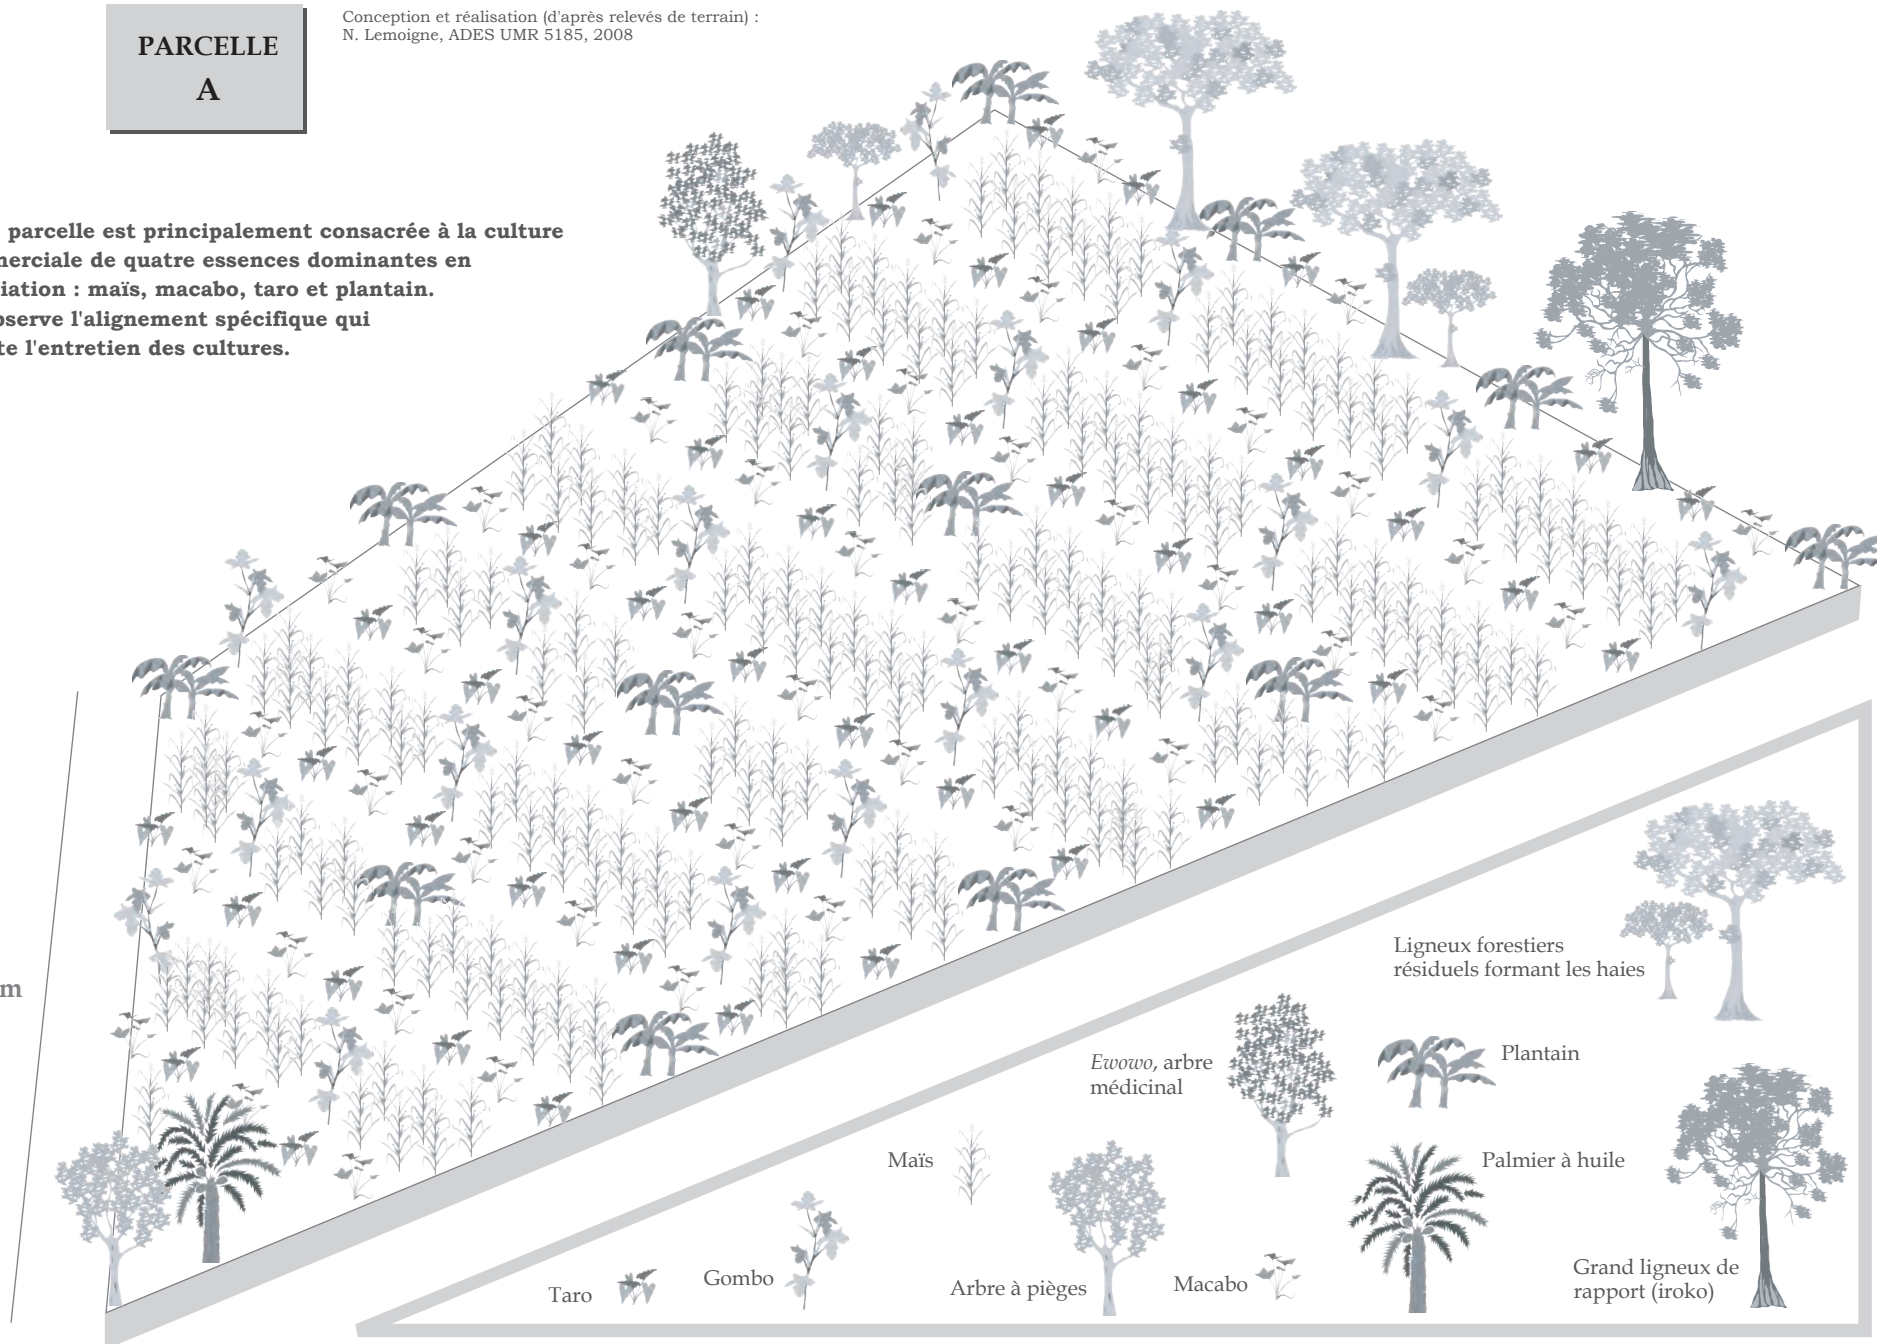 PARCELLE
A
Conception et réalisation (d'après relevés de terrain) :
N. Lemoigne, ADES UMR 5185, 2008
parcelle est principalement consacrée à la culture
merciale de quatre essences dominantes en
iation : maïs, macabo, taro et plantain.
bserve l'alignement spécifique qui
te l'entretien des cultures.
m
Ligneux forestiers
résiduels formant les haies
Ewowo, arbre
médicinal
Plantain
Maïs
Palmier à huile
Taro
Gombo
Arbre à pièges
Macabo
Grand ligneux de
rapport (iroko)